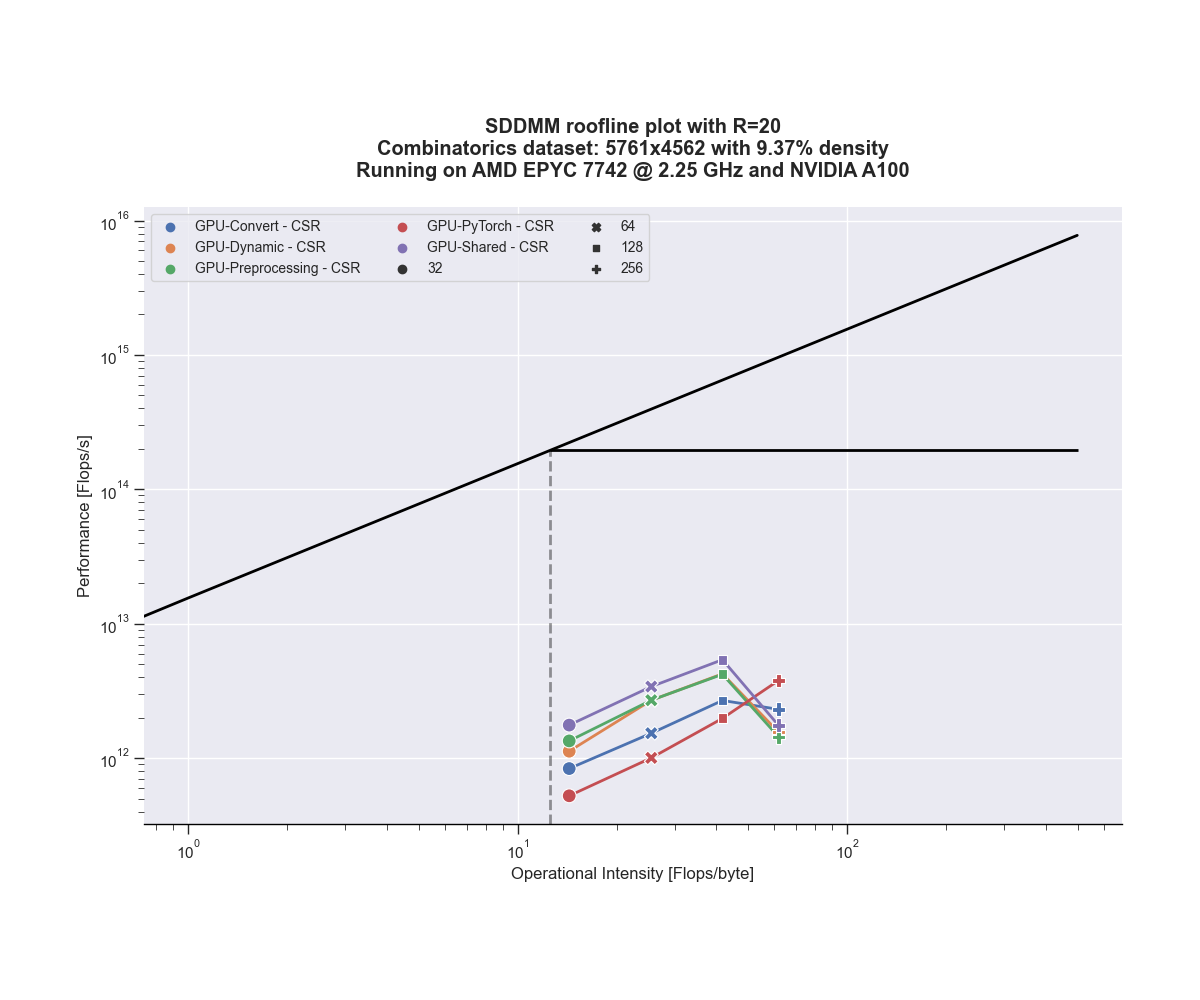 SDDMM roofline plot with R=20
Combinatorics dataset: 5761x4562 with 9.37% density
Running on AMD EPYC 7742 @ 2.25 GHz and NVIDIA A100
GPU-Convert - CSR
GPU-Dynamic - CSR
GPU-Preprocessing - CSR
GPU-PyTorch - CSR
GPU-Shared - CSR
32
64
128
256
Performance [Flops/s]
10^16
10^15
10^14
10^13
10^12
10^0
10^1
10^2
Operational Intensity [Flops/byte]